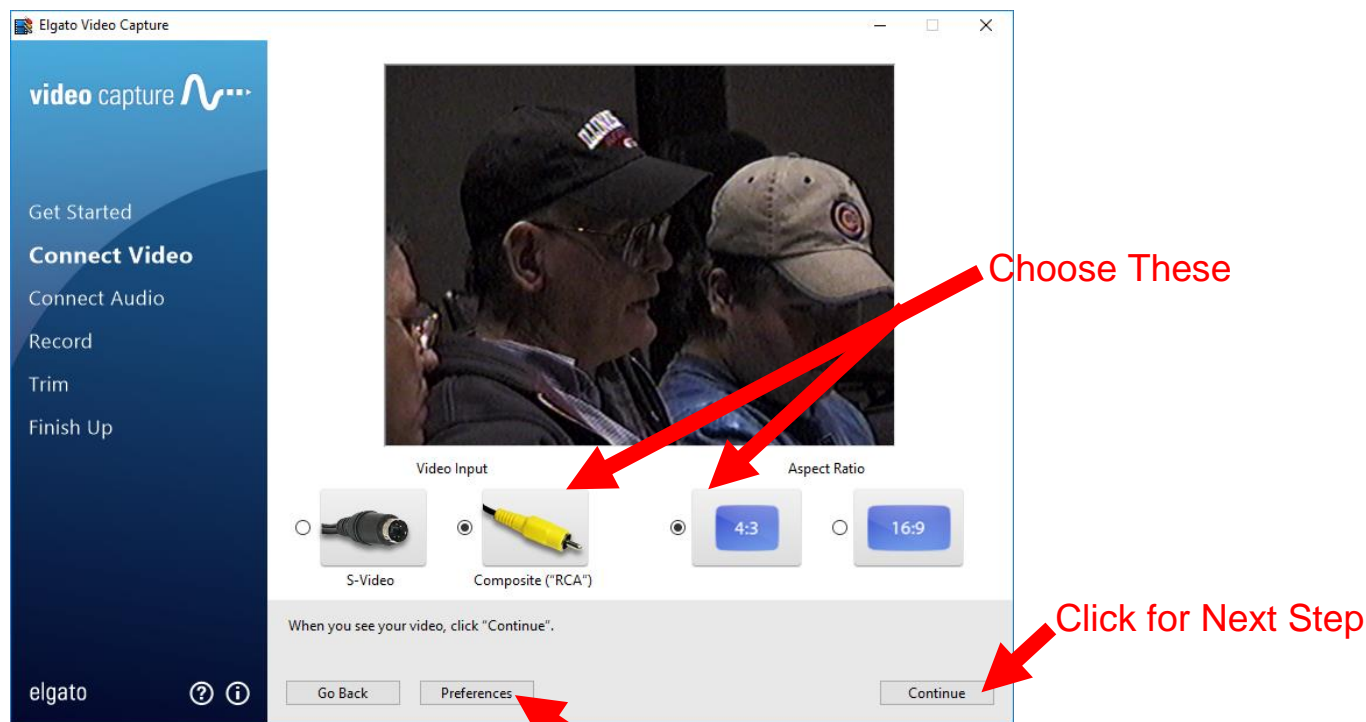 Elgato Video Capture
video capture
Get Started
Connect Video
Connect Audio
Record
Trim
Finish Up
elgato
ILLINI
Choose These
Video Input
Aspect Ratio
4:3
16:9
S-Video
Composite ("RCA")
When you see your video, click "Continue".
Click for Next Step
Go Back
Preferences
Continue